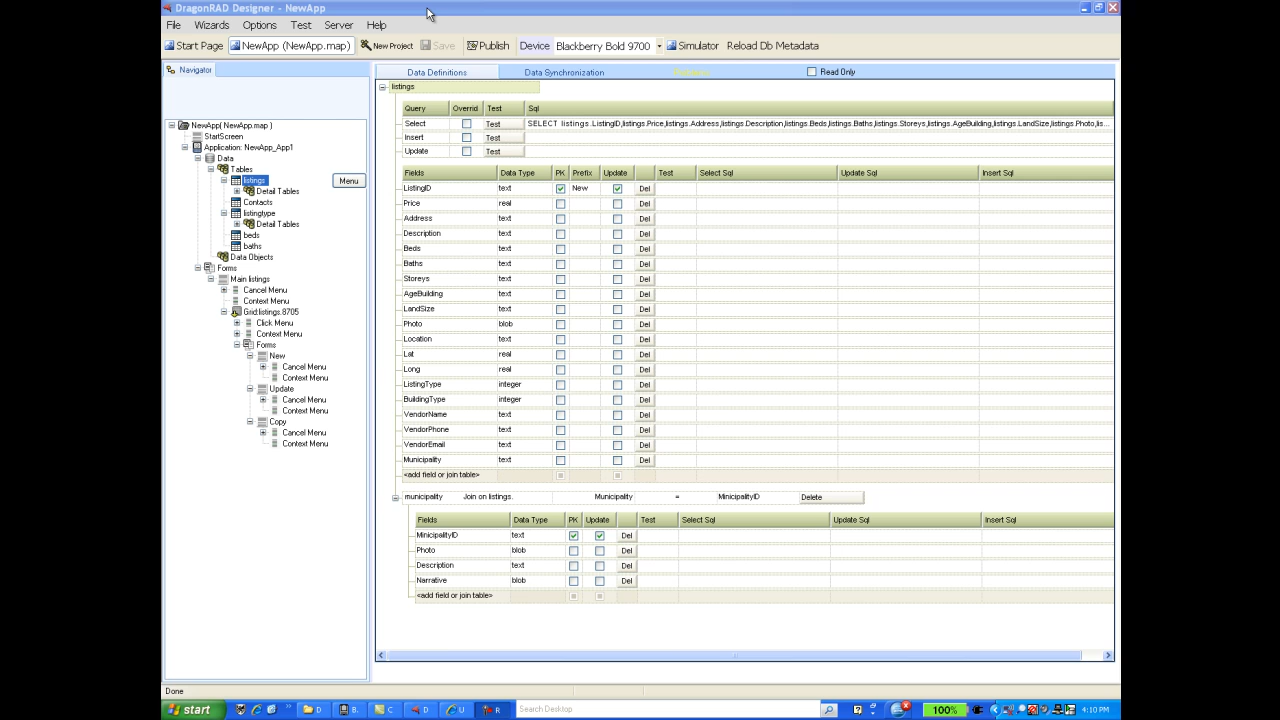 DragonRAD Designer - NewApp
File Wizards Options Test Server Help
Start Page NewApp (NewApp.map) New Project Save Publish Device Blackberry Bold 9700 Simulator Reload Db Metadata
Navigator
NewApp( NewApp.map )
StartScreen
Application: NewApp_App1
Data
Tables
listings Menu
Detail Tables
Contacts
listingtype
Detail Tables
beds
baths
Data Objects
Forms
Main listings
Cancel Menu
Context Menu
Grid:listings.8705
Click Menu
Context Menu
Forms
New
Cancel Menu
Context Menu
Update
Cancel Menu
Context Menu
Copy
Cancel Menu
Context Menu
Data Definitions Data Synchronization Read Only
listings
Query Overrid Test Sql
Select Test SELECT listings.ListingID,listings.Price,listings.Address,listings.Description,listings.Beds,listings.Baths,listings.Storeys,listings.AgeBuilding,listings.LandSize,listings.Photo,lis...
Insert Test
Update Test
Fields Data Type PK Prefix Update Test Select Sql Update Sql Insert Sql
ListingID text New Del
Price real Del
Address text Del
Description text Del
Beds text Del
Baths text Del
Storeys text Del
AgeBuilding text Del
LandSize text Del
Photo blob Del
Location text Del
Lat real Del
Long real Del
ListingType integer Del
BuildingType integer Del
VendorName text Del
VendorPhone text Del
VendorEmail text Del
Municipality text Del
<add field or join table>
municipality Join on listings. Municipality = MinicipalityID Delete
Fields Data Type PK Update Test Select Sql Update Sql Insert Sql
MinicipalityID text Del
Photo blob Del
Description text Del
Narrative blob Del
<add field or join table>
Done
start D B. C D U R Search Desktop 100% 4:10 PM